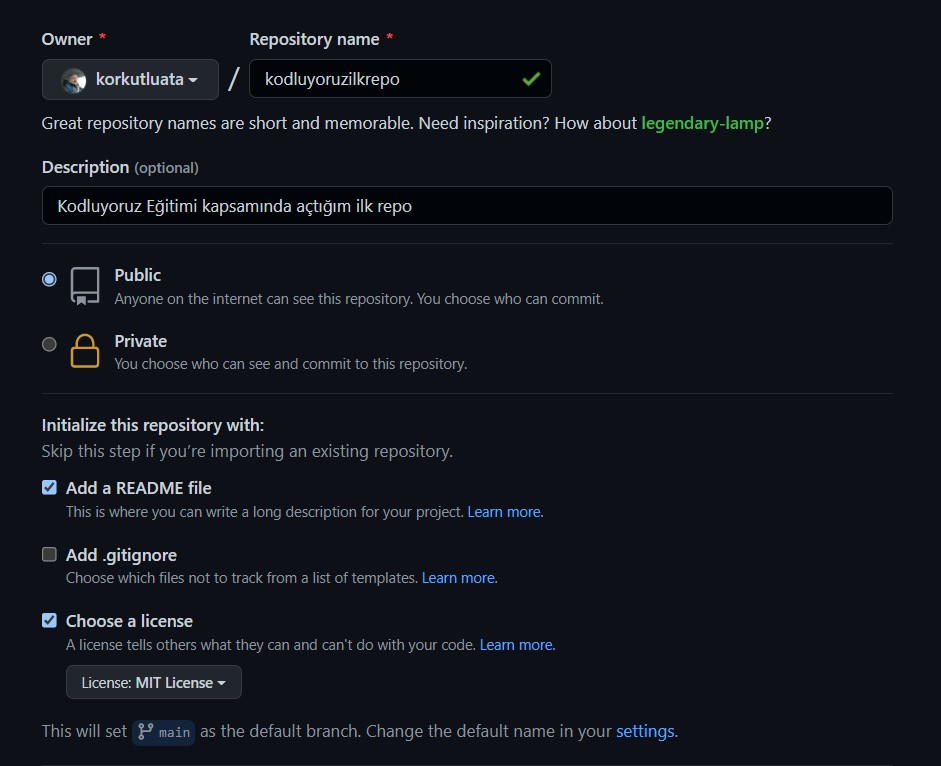 Owner * Repository name *
korkutluata / kodluyoruzilkrepo
Great repository names are short and memorable. Need inspiration? How about legendary-lamp?
Description (optional)
Kodluyoruz Eğitimi kapsamında açtığım ilk repo
Public
Anyone on the internet can see this repository. You choose who can commit.
Private
You choose who can see and commit to this repository.
Initialize this repository with:
Skip this step if you’re importing an existing repository.
Add a README file
This is where you can write a long description for your project. Learn more.
Add .gitignore
Choose which files not to track from a list of templates. Learn more.
Choose a license
A license tells others what they can and can't do with your code. Learn more.
License: MIT License
This will set main as the default branch. Change the default name in your settings.